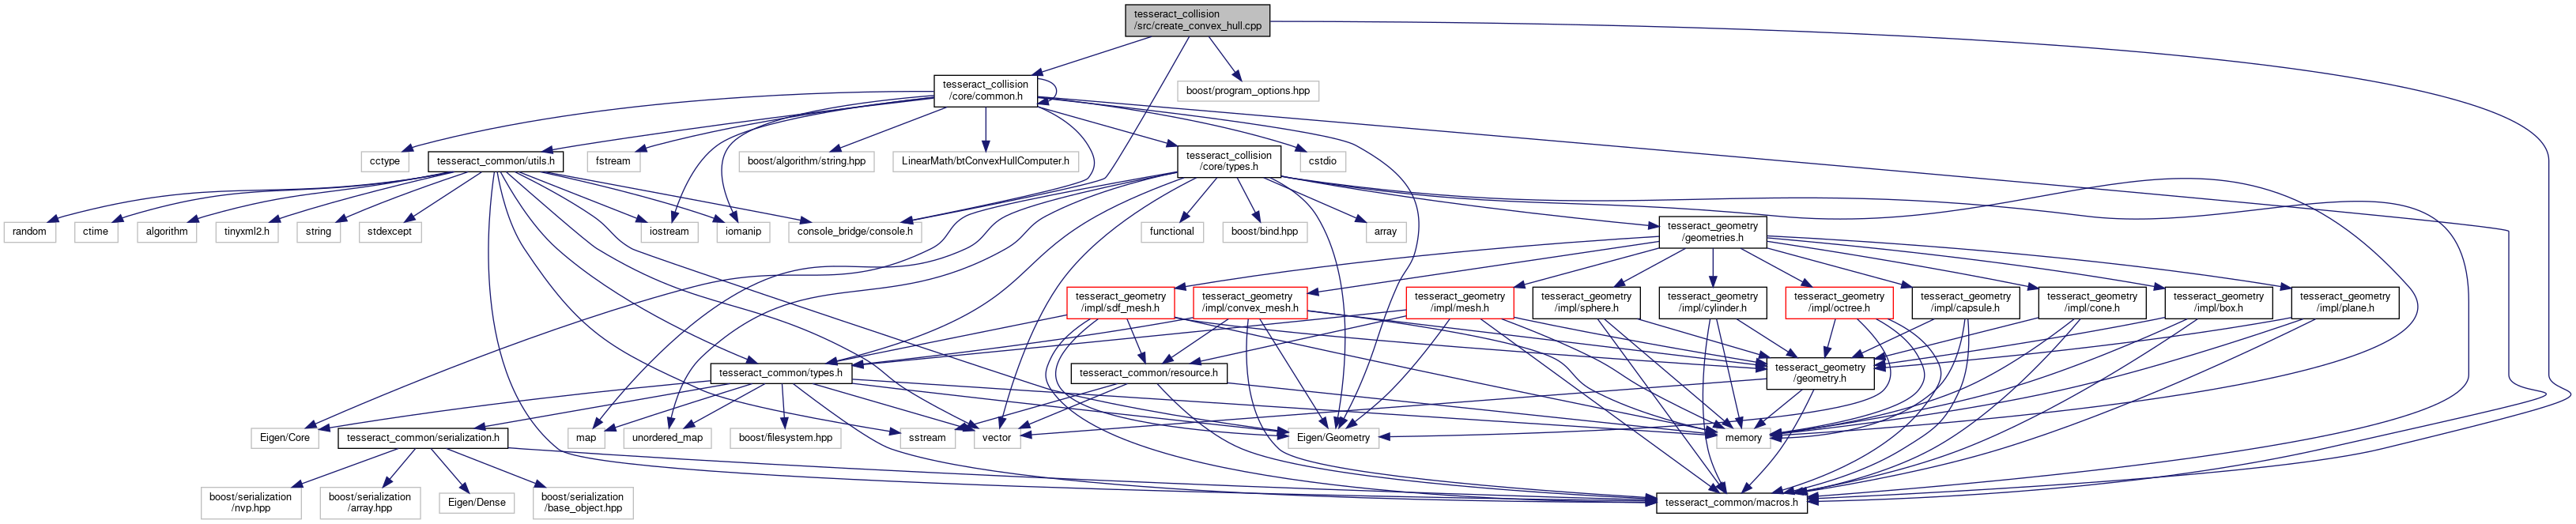 tesseract_collision
/src/create_convex_hull.cpp
tesseract_collision
/core/common.h
boost/program_options.hpp
cctype
tesseract_common/utils.h
fstream
boost/algorithm/string.hpp
LinearMath/btConvexHullComputer.h
tesseract_collision
/core/types.h
cstdio
random
ctime
algorithm
tinyxml2.h
string
stdexcept
iostream
iomanip
console_bridge/console.h
functional
boost/bind.hpp
array
tesseract_geometry
/geometries.h
tesseract_geometry
/impl/sdf_mesh.h
tesseract_geometry
/impl/convex_mesh.h
tesseract_geometry
/impl/mesh.h
tesseract_geometry
/impl/sphere.h
tesseract_geometry
/impl/cylinder.h
tesseract_geometry
/impl/octree.h
tesseract_geometry
/impl/capsule.h
tesseract_geometry
/impl/cone.h
tesseract_geometry
/impl/box.h
tesseract_geometry
/impl/plane.h
tesseract_common/types.h
tesseract_common/resource.h
tesseract_geometry
/geometry.h
Eigen/Core
tesseract_common/serialization.h
map
unordered_map
boost/filesystem.hpp
sstream
vector
Eigen/Geometry
memory
boost/serialization
/nvp.hpp
boost/serialization
/array.hpp
Eigen/Dense
boost/serialization
/base_object.hpp
tesseract_common/macros.h